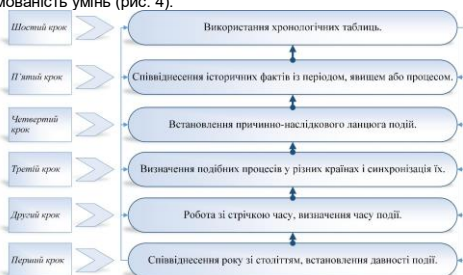 мованість умінь (рис. 4).
Шостий крок
Використання хронологічних таблиць.
П’ятий крок
Співвіднесення історичних фактів із періодом, явищем або процесом.
Четвертий
крок
Встановлення причинно-наслідкового ланцюга подій.
Третій крок
Визначення подібних процесів у різних країнах і синхронізація їх.
Другий крок
Робота зі стрічкою часу, визначення часу події.
Перший крок
Співвіднесення року зі століттям, встановлення давності події.